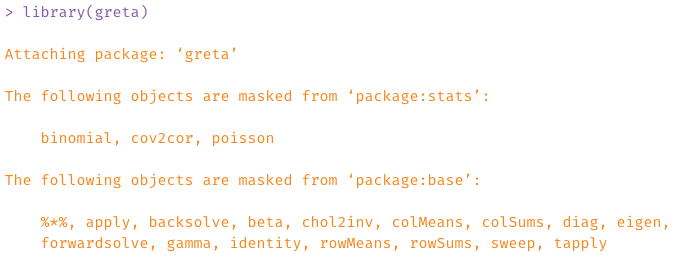 > library(greta)
Attaching package: ‘greta’
The following objects are masked from ‘package:stats’:
binomial, cov2cor, poisson
The following objects are masked from ‘package:base’:
%*%, apply, backsolve, beta, chol2inv, colMeans, colSums, diag, eigen,
forwardsolve, gamma, identity, rowMeans, rowSums, sweep, tapply